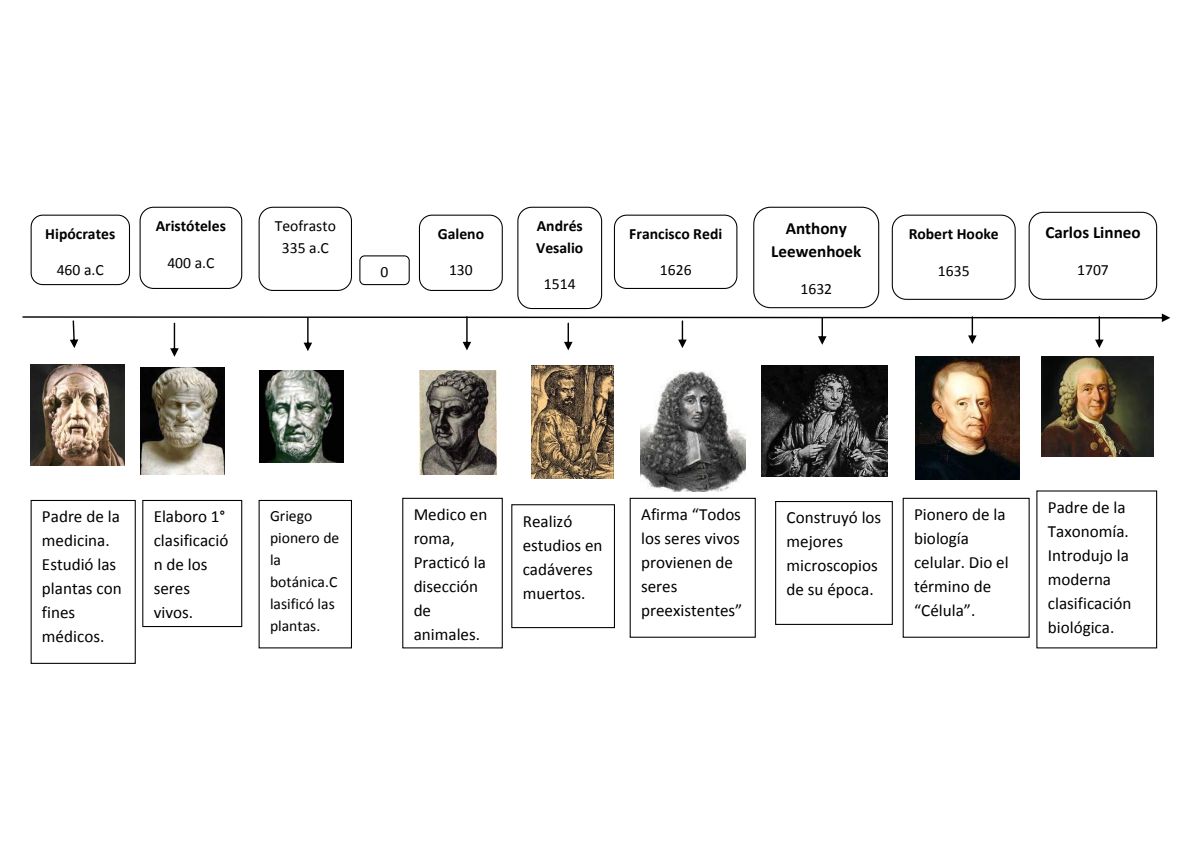 Hipócrates
460 a.C
Aristóteles
400 a.C
Teofrasto
335 a.C
0
Galeno
130
Andrés
Vesalio
1514
Francisco Redi
1626
Anthony
Leewenhoek
1632
Robert Hooke
1635
Carlos Linneo
1707
Padre de la
medicina.
Estudió las
plantas con
fines
médicos.
Elaboro 1°
clasificació
n de los
seres
vivos.
Griego
pionero de
la
botánica.C
lasificó las
plantas.
Medico en
roma,
Practicó la
disección
de
animales.
Realizó
estudios en
cadáveres
muertos.
Afirma “Todos
los seres vivos
provienen de
seres
preexistentes”
Construyó los
mejores
microscopios
de su época.
Pionero de la
biología
celular. Dio el
término de
“Célula”.
Padre de la
Taxonomía.
Introdujo la
moderna
clasificación
biológica.